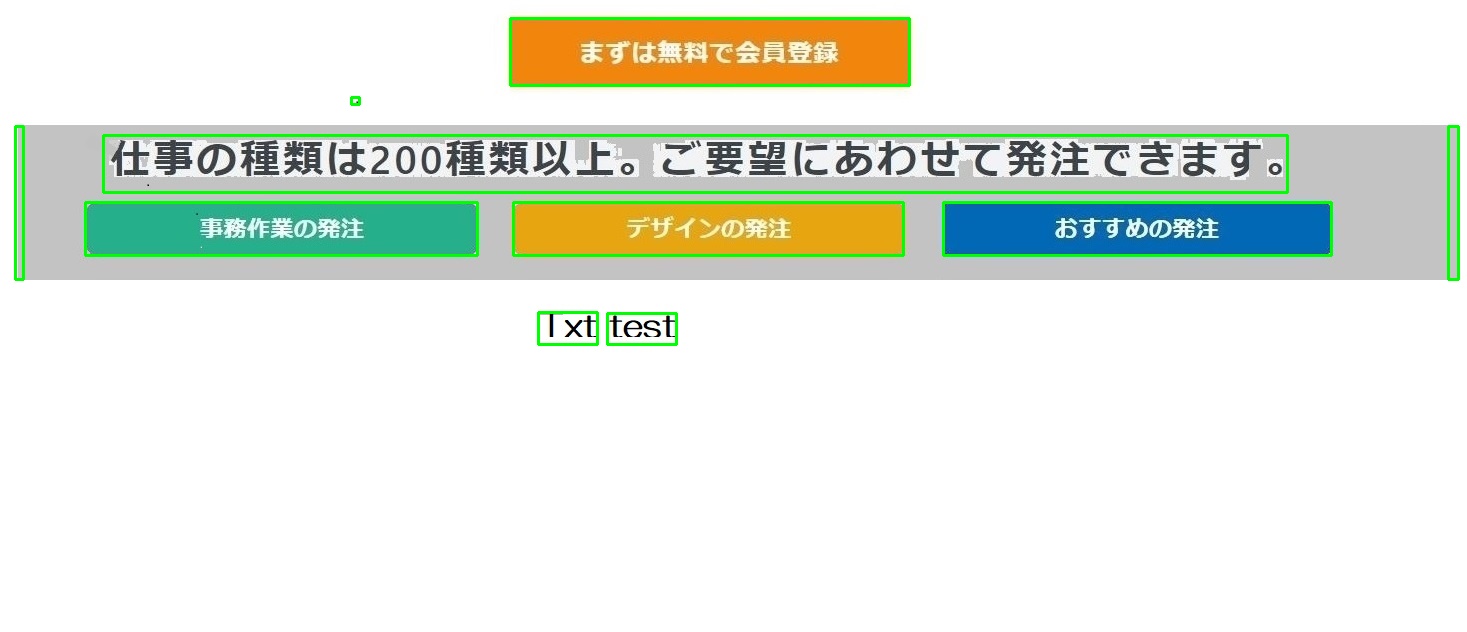 まずは無料で会員登録
仕事の種類は200種類以上。ご要望にあわせて発注できます。
事務作業の発注 デザインの発注 おすすめの発注
Txt test